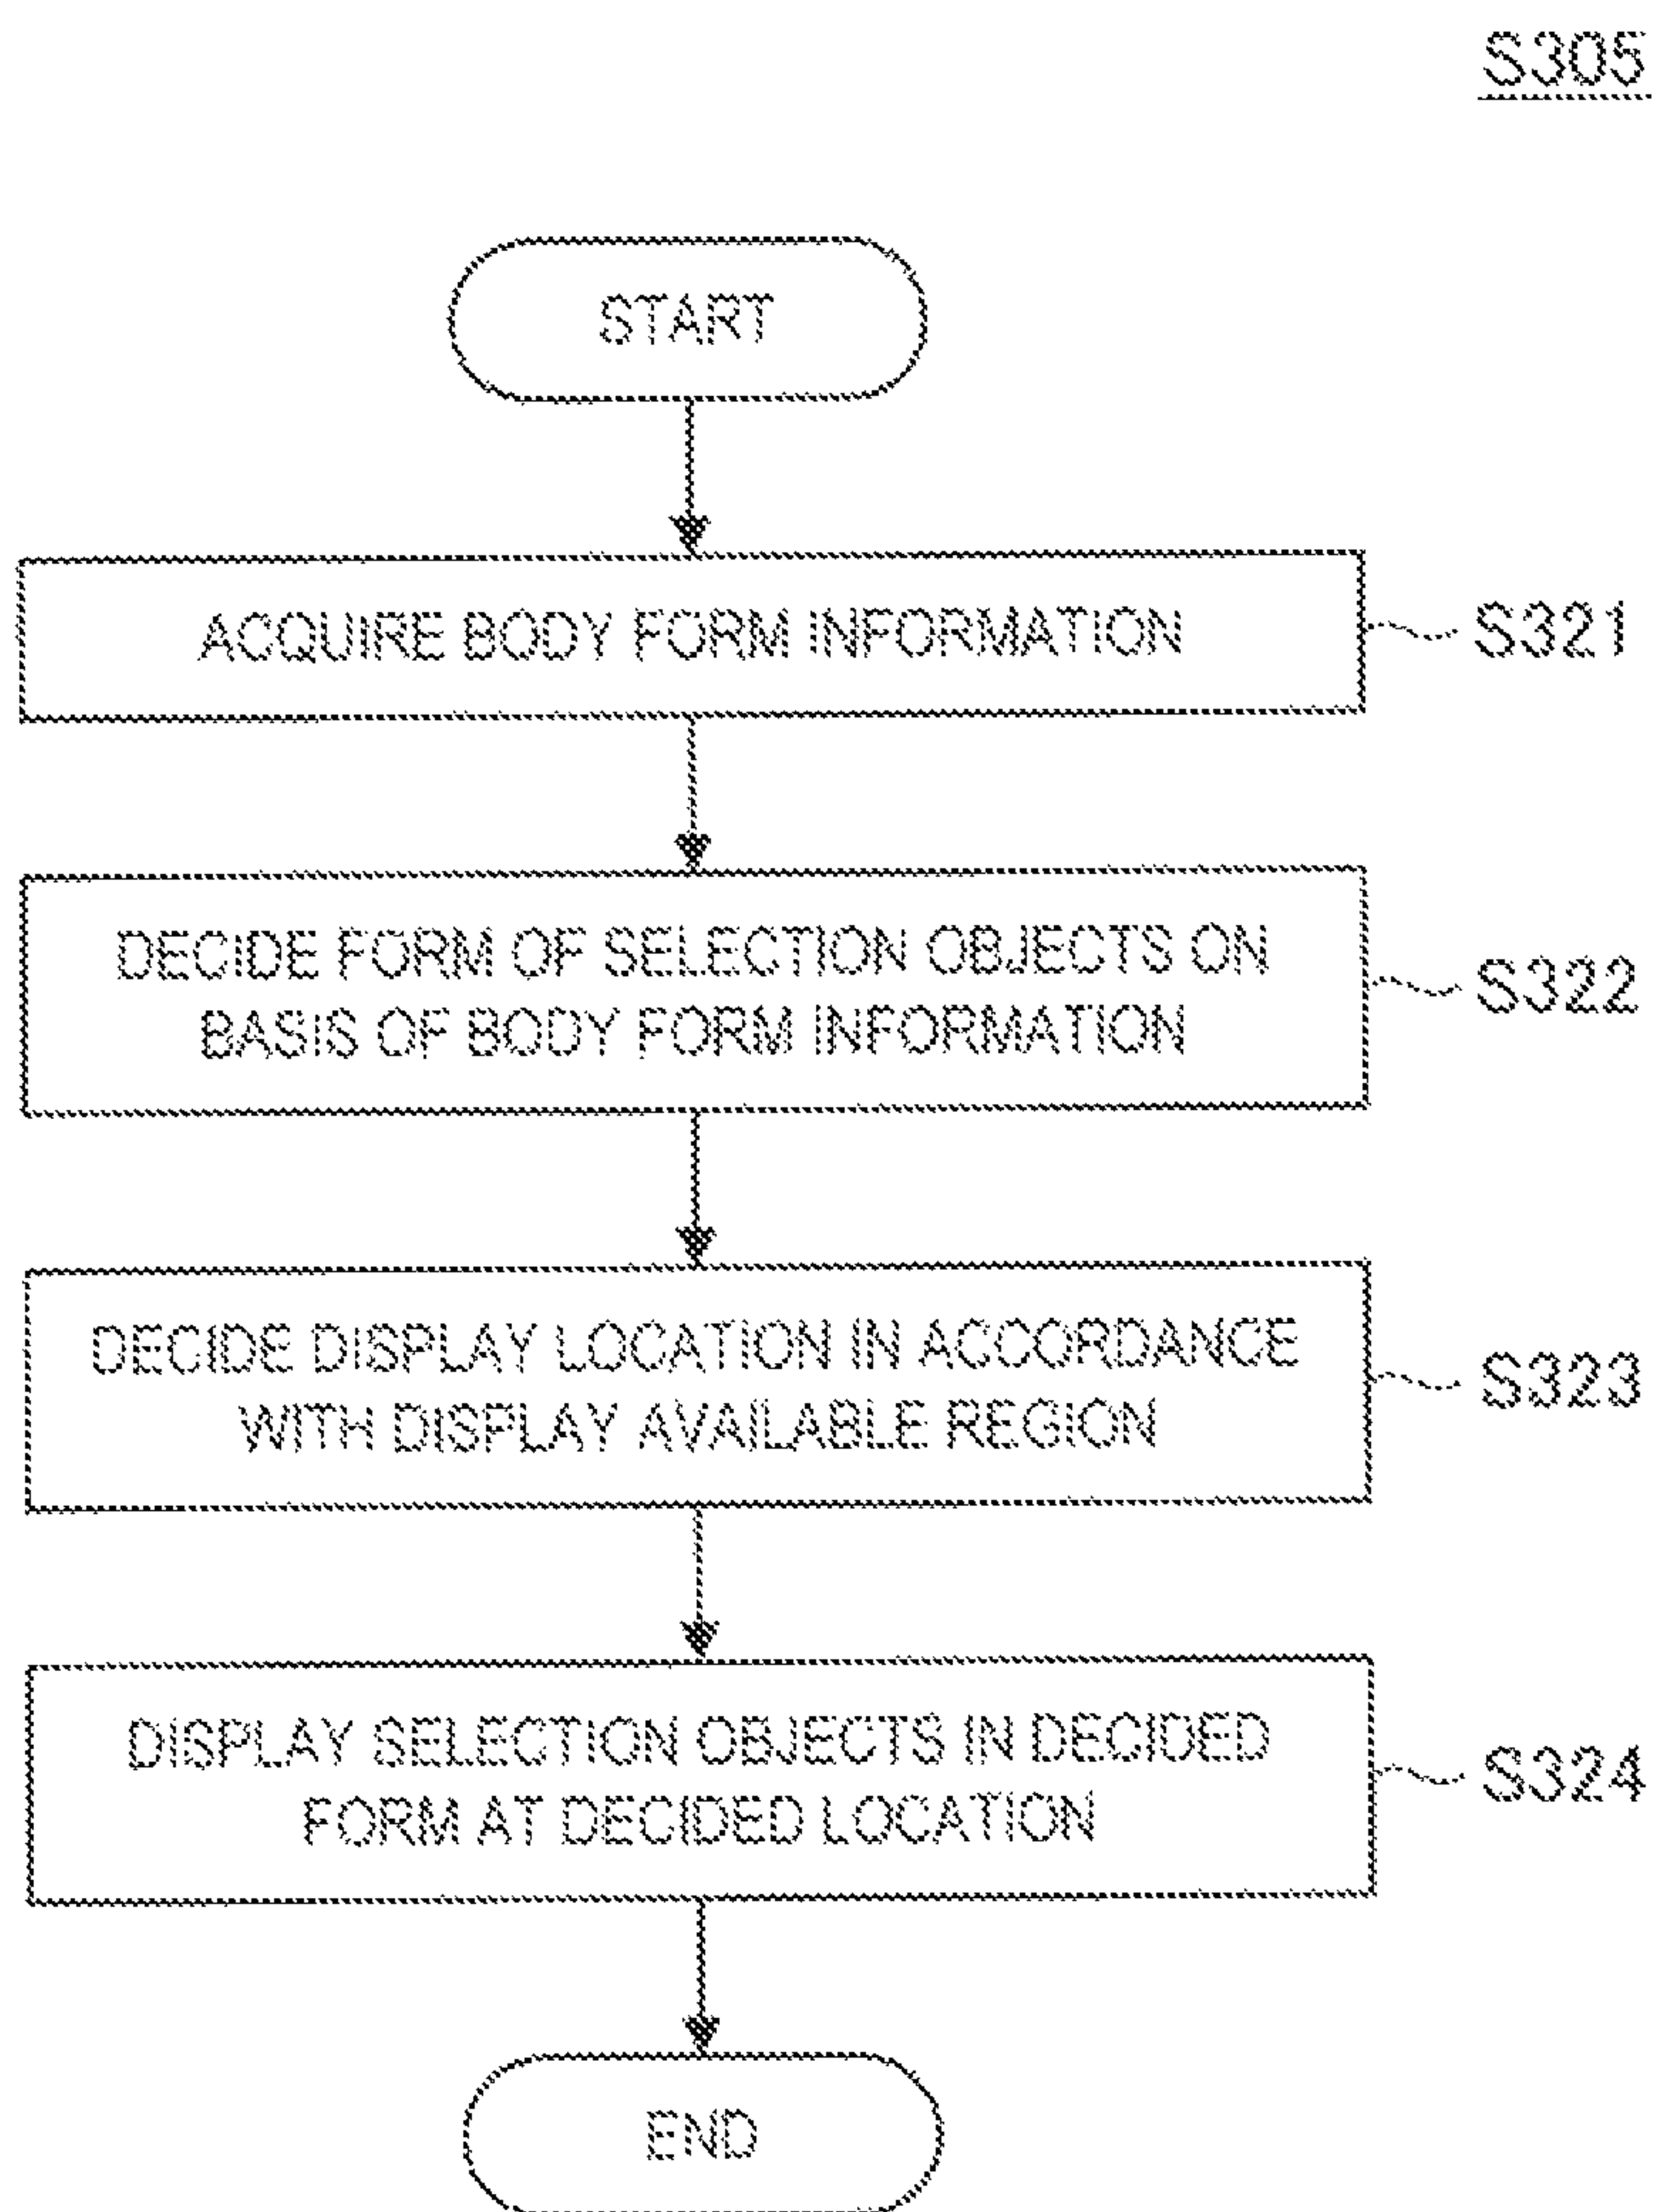 S305
START
ACQUIRE BODY FORM INFORMATION
S321
DECIDE FORM OF SELECTION OBJECTS ON
BASIS OF BODY FORM INFORMATION
S322
DECIDE DISPLAY LOCATION IN ACCORDANCE
WITH DISPLAY AVAILABLE REGION
S323
DISPLAY SELECTION OBJECTS IN DECIDED
FORM AT DECIDED LOCATION
S324
END